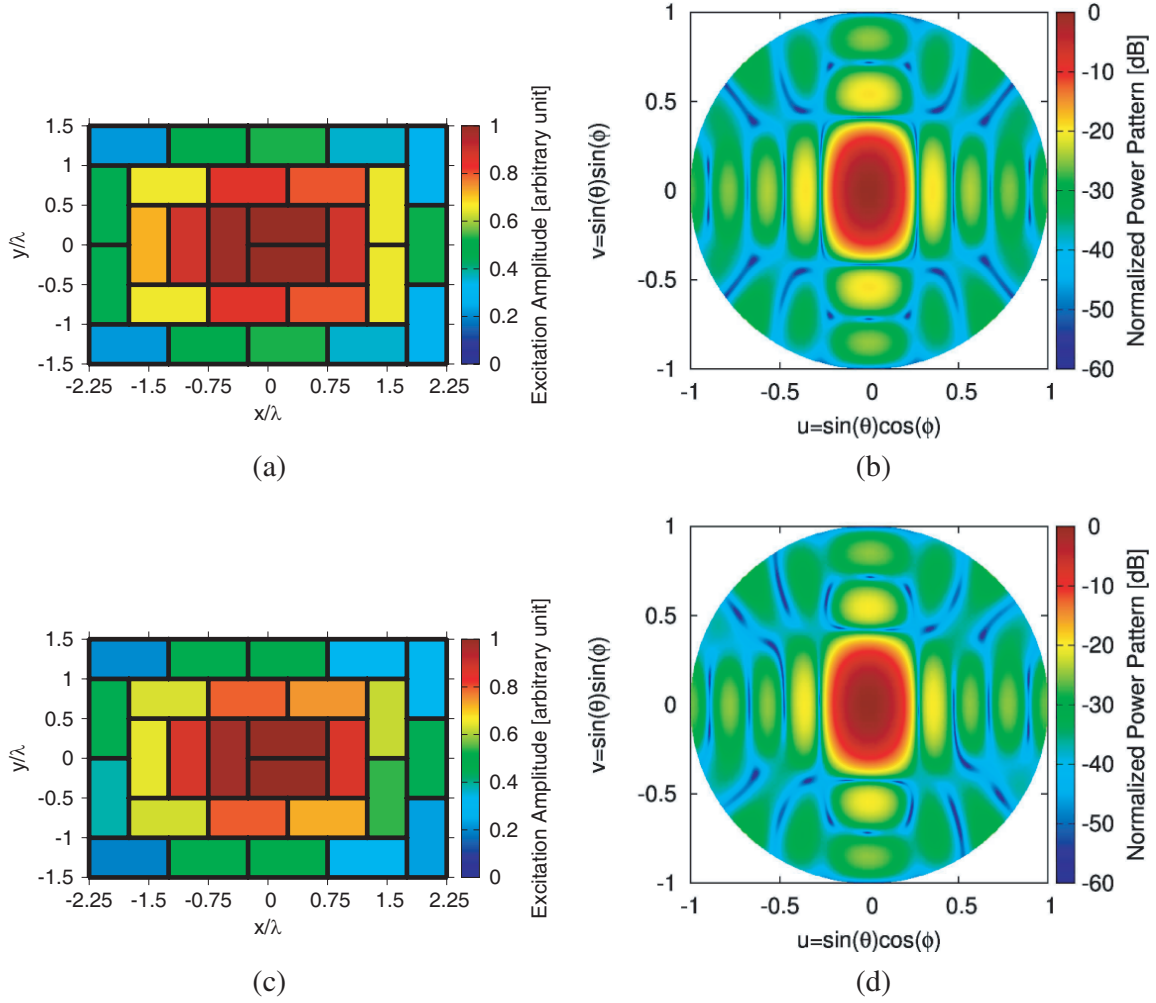 1.5
1
0.5
0
-0.5
-1
-1.5
y/λ
-2.25 -1.5 -0.75 0 0.75 1.5 2.25
x/λ
1
0.8
0.6
0.4
0.2
0
Excitation Amplitude [arbitrary unit]
(a)
1
0.5
0
-0.5
-1
v=sin(θ)sin(ϕ)
-1 -0.5 0 0.5 1
u=sin(θ)cos(ϕ)
0
-10
-20
-30
-40
-50
-60
Normalized Power Pattern [dB]
(b)
1.5
1
0.5
0
-0.5
-1
-1.5
y/λ
-2.25 -1.5 -0.75 0 0.75 1.5 2.25
x/λ
1
0.8
0.6
0.4
0.2
0
Excitation Amplitude [arbitrary unit]
(c)
1
0.5
0
-0.5
-1
v=sin(θ)sin(ϕ)
-1 -0.5 0 0.5 1
u=sin(θ)cos(ϕ)
0
-10
-20
-30
-40
-50
-60
Normalized Power Pattern [dB]
(d)